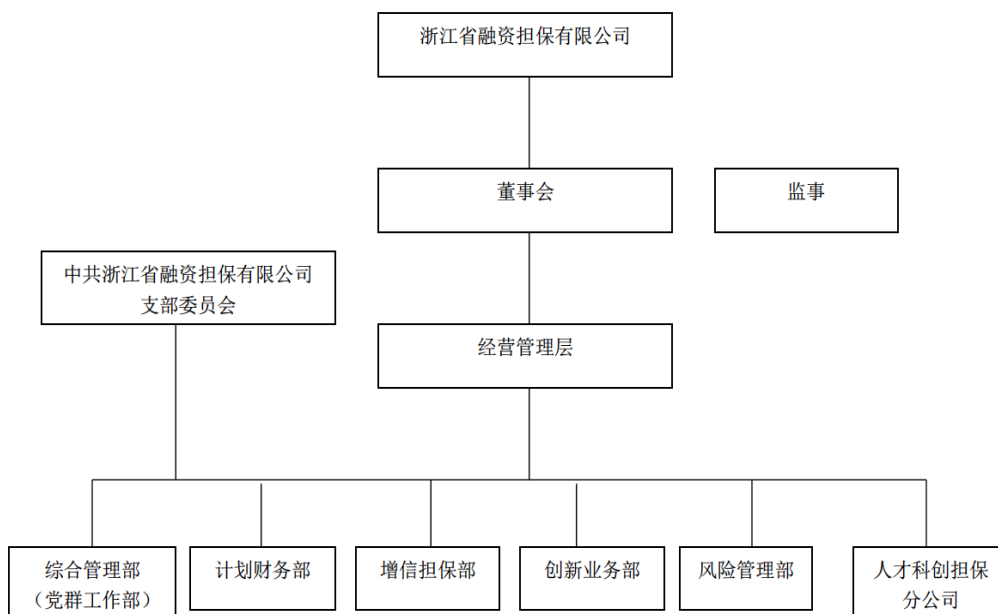 浙江省融资担保有限公司
董事会
监事
中共浙江省融资担保有限公司
支部委员会
经营管理层
综合管理部
（党群工作部）
计划财务部
增信担保部
创新业务部
风险管理部
人才科创担保
分公司